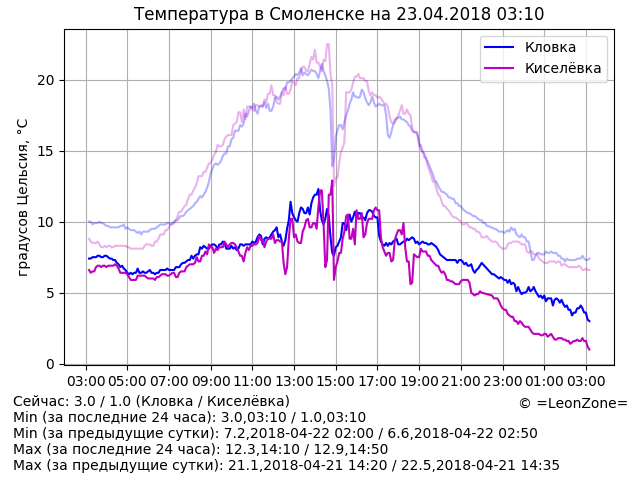 Температура в Смоленске на 23.04.2018 03:10
Кловка
Киселёвка
градусов Цельсия, °C
20
15
10
5
0
03:00 05:00 07:00 09:00 11:00 13:00 15:00 17:00 19:00 21:00 23:00 01:00 03:00
Сейчас: 3.0 / 1.0 (Кловка / Киселёвка)
© =LeonZone=
Min (за последние 24 часа): 3.0,03:10 / 1.0,03:10
Min (за предыдущие сутки): 7.2,2018-04-22 02:00 / 6.6,2018-04-22 02:50
Max (за последние 24 часа): 12.3,14:10 / 12.9,14:50
Max (за предыдущие сутки): 21.1,2018-04-21 14:20 / 22.5,2018-04-21 14:35